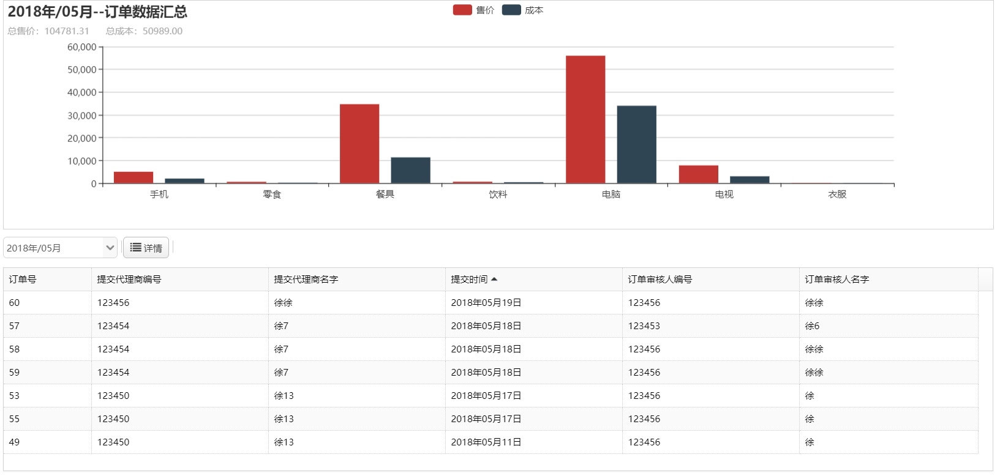 2018年/05月--订单数据汇总
售价 成本
总售价：104781.31 总成本：50989.00
60,000
50,000
40,000
30,000
20,000
10,000
0
手机 零食 餐具 饮料 电脑 电视 衣服
2018年/05月 详情
订单号 提交代理商编号 提交代理商名字 提交时间 订单审核人编号 订单审核人名字
60 123456 徐徐 2018年05月19日 123456 徐徐
57 123454 徐7 2018年05月18日 123453 徐6
58 123454 徐7 2018年05月18日 123456 徐徐
59 123454 徐7 2018年05月18日 123456 徐徐
53 123450 徐13 2018年05月17日 123456 徐
55 123450 徐13 2018年05月17日 123456 徐
49 123450 徐13 2018年05月11日 123456 徐